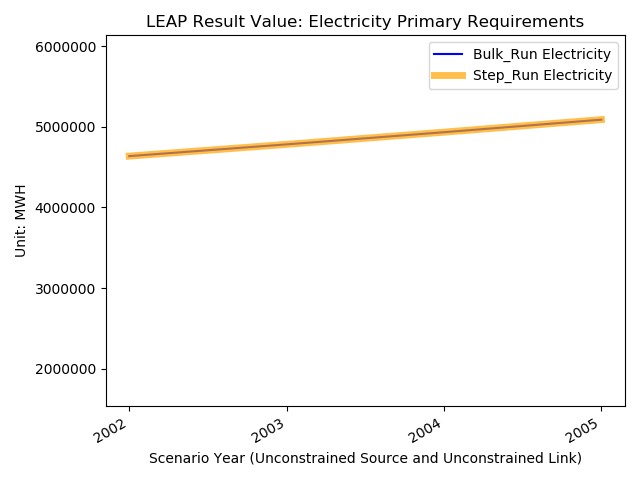 LEAP Result Value: Electricity Primary Requirements
Bulk_Run Electricity
Step_Run Electricity
6000000
5000000
4000000
3000000
2000000
Unit: MWH
2002
2003
2004
2005
Scenario Year (Unconstrained Source and Unconstrained Link)